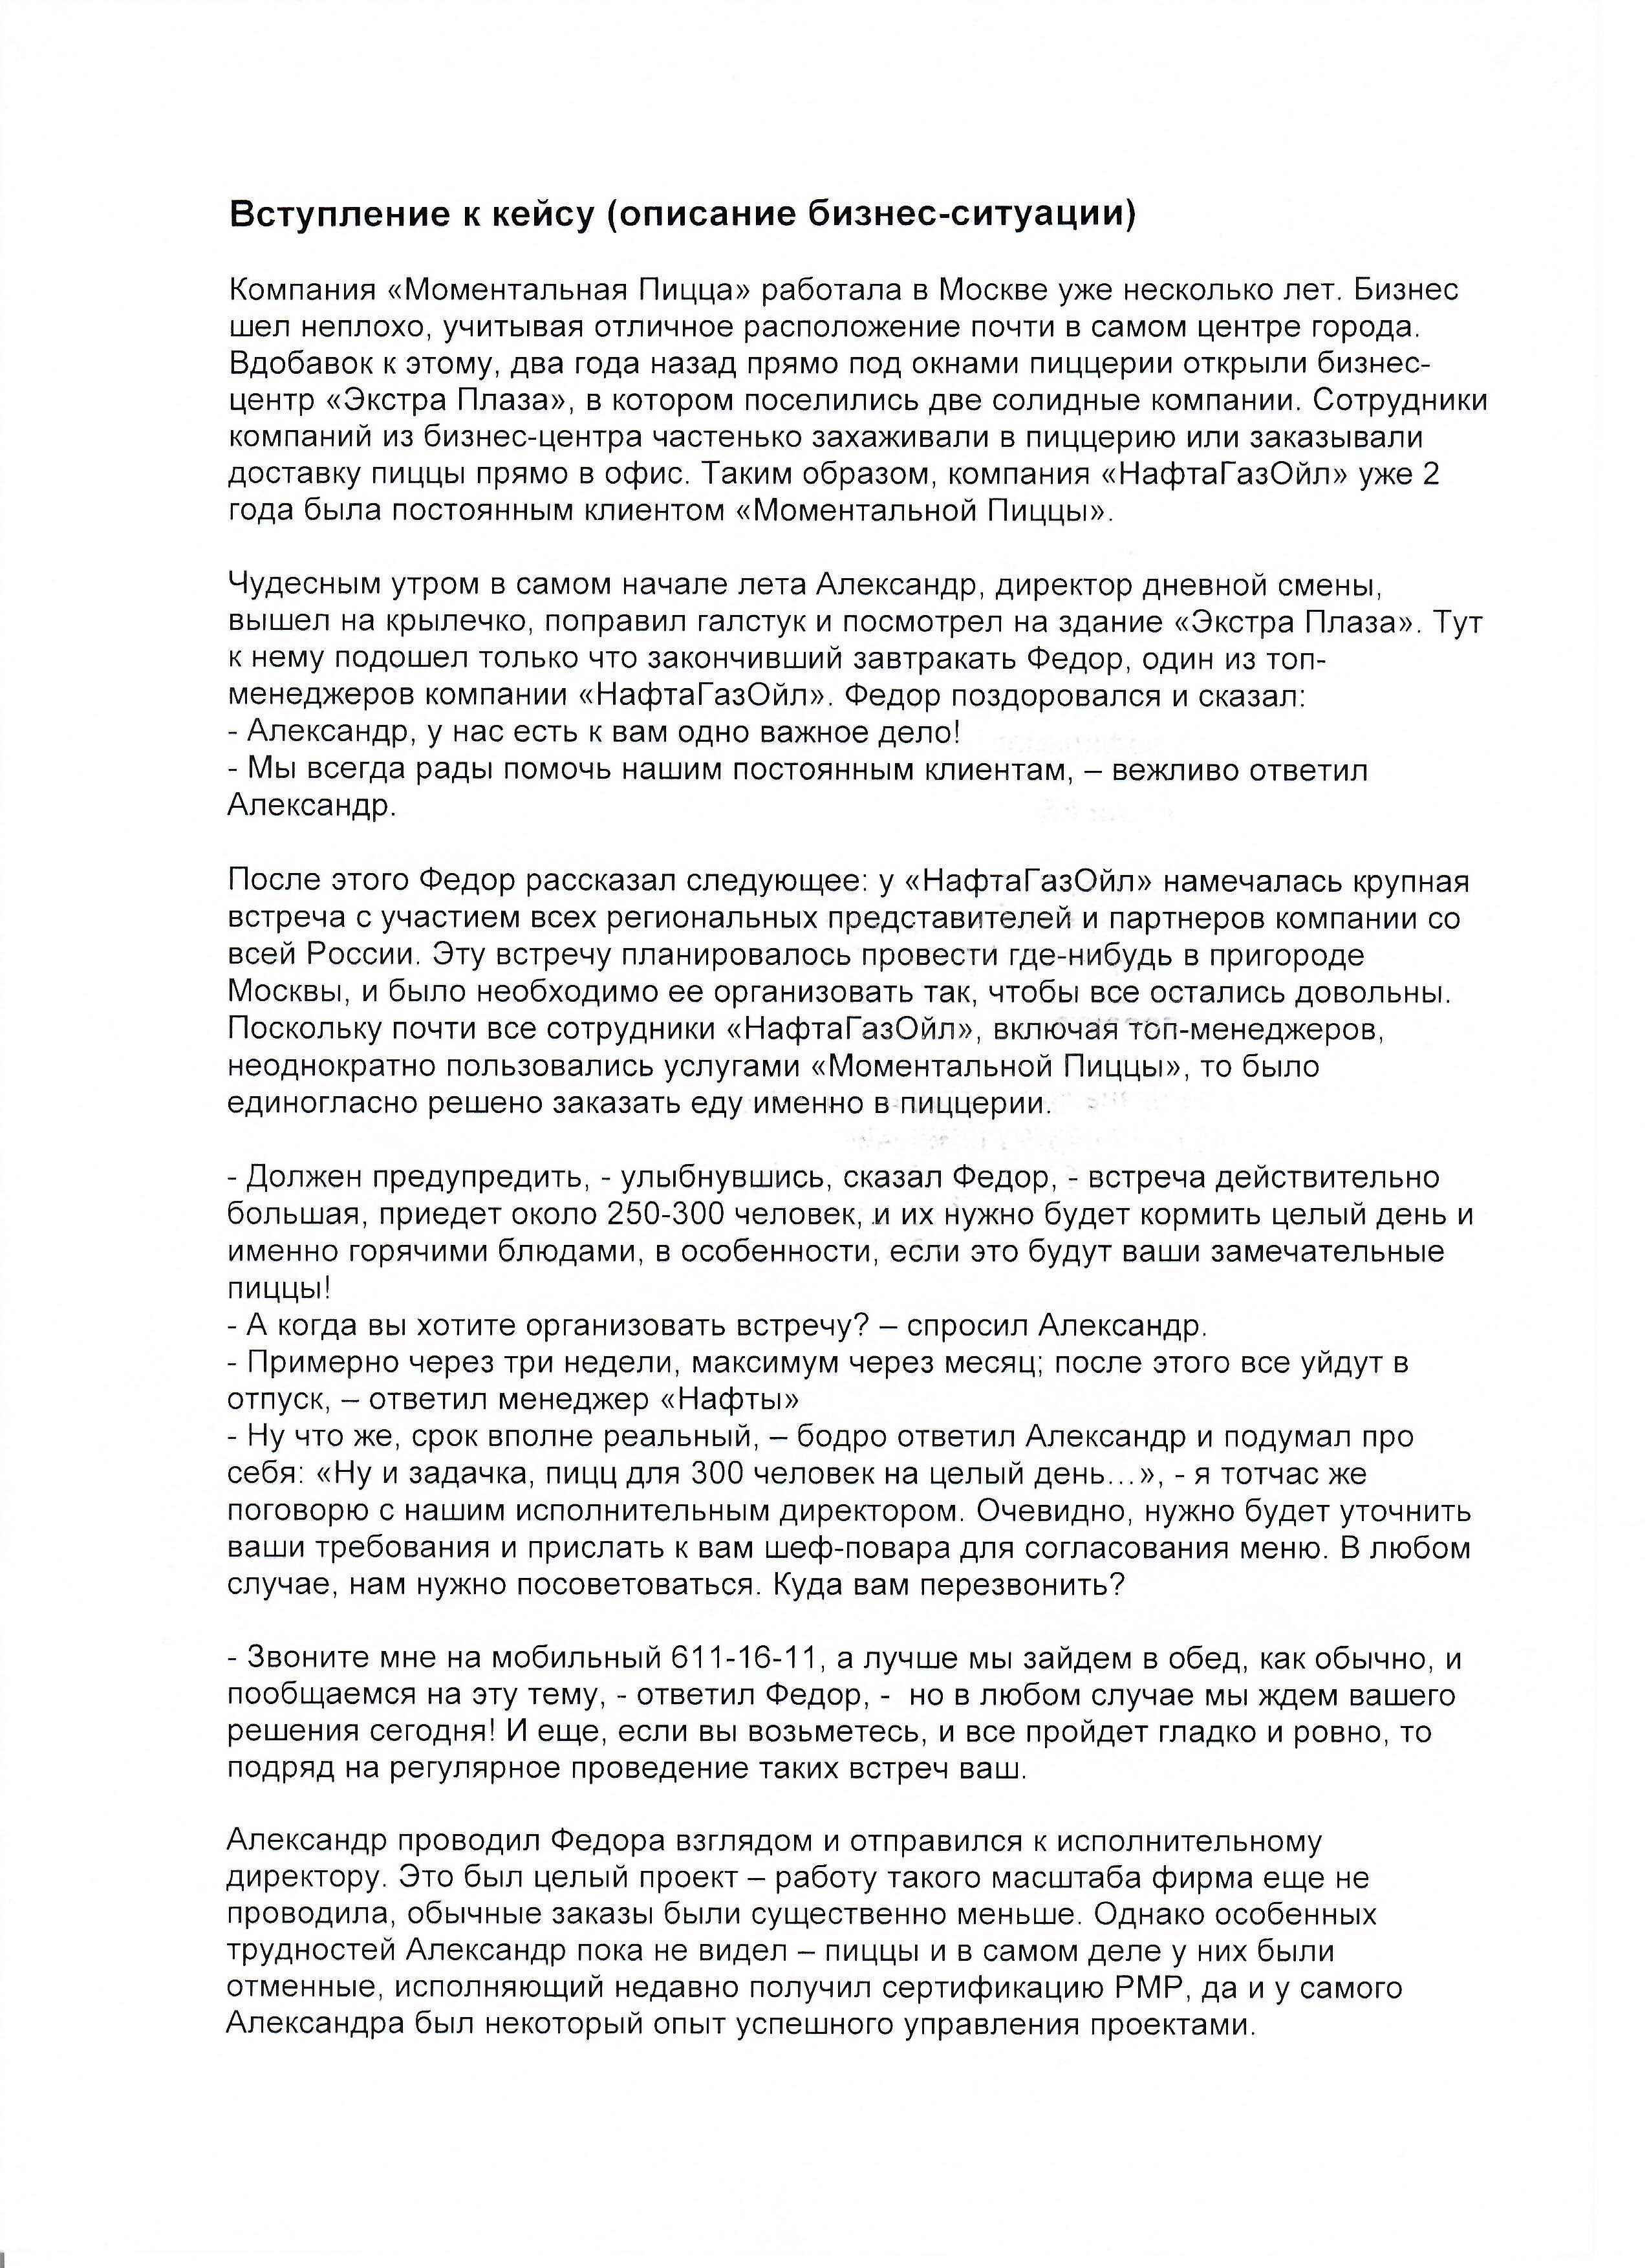 Вступление к кейсу (описание бизнес-ситуации)
Компания «Моментальная Пицца» работала в Москве уже несколько лет. Бизнес
шел неплохо, учитывая отличное расположение почти в самом центре города.
Вдобавок к этому, два года назад прямо под окнами пиццерии открыли бизнес-
центр «Экстра Плаза», в котором поселились две солидные компании. Сотрудники
компаний из бизнес-центра частенько захаживали в пиццерию или заказывали
доставку пиццы прямо в офис. Таким образом, компания «НафтаГазОйл» уже 2
года была постоянным клиентом «Моментальной Пиццы».
Чудесным утром в самом начале лета Александр, директор дневной смены,
вышел на крылечко, поправил галстук и посмотрел на здание «Экстра Плаза». Тут
к нему подошел только что закончивший завтракать Федор, один из топ-
менеджеров компании «НафтаГазОйл». Федор поздоровался и сказал:
- Александр, у нас есть к вам одно важное дело!
- Мы всегда рады помочь нашим постоянным клиентам, – вежливо ответил
Александр.
После этого Федор рассказал следующее: у «НафтаГазОйл» намечалась крупная
встреча с участием всех региональных представителей и партнеров компании со
всей России. Эту встречу планировалось провести где-нибудь в пригороде
Москвы, и было необходимо ее организовать так, чтобы все остались довольны.
Поскольку почти все сотрудники «НафтаГазОйл», включая топ-менеджеров,
неоднократно пользовались услугами «Моментальной Пиццы», то было
единогласно решено заказать еду именно в пиццерии.
- Должен предупредить, - улыбнувшись, сказал Федор, - встреча действительно
большая, приедет около 250-300 человек, и их нужно будет кормить целый день и
именно горячими блюдами, в особенности, если это будут ваши замечательные
пиццы!
- А когда вы хотите организовать встречу? – спросил Александр.
- Примерно через три недели, максимум через месяц; после этого все уйдут в
отпуск, – ответил менеджер «Нафты»
- Ну что же, срок вполне реальный, – бодро ответил Александр и подумал про
себя: «Ну и задачка, пицц для 300 человек на целый день...», - я тотчас же
поговорю с нашим исполнительным директором. Очевидно, нужно будет уточнить
ваши требования и прислать к вам шеф-повара для согласования меню. В любом
случае, нам нужно посоветоваться. Куда вам перезвонить?
- Звоните мне на мобильный 611-16-11, а лучше мы зайдем в обед, как обычно, и
пообщаемся на эту тему, - ответил Федор, - но в любом случае мы ждем вашего
решения сегодня! И еще, если вы возьметесь, и все пройдет гладко и ровно, то
подряд на регулярное проведение таких встреч ваш.
Александр проводил Федора взглядом и отправился к исполнительному
директору. Это был целый проект – работу такого масштаба фирма еще не
проводила, обычные заказы были существенно меньше. Однако особенных
трудностей Александр пока не видел – пиццы и в самом деле у них были
отменные, исполняющий недавно получил сертификацию PMP, да и у самого
Александра был некоторый опыт успешного управления проектами.